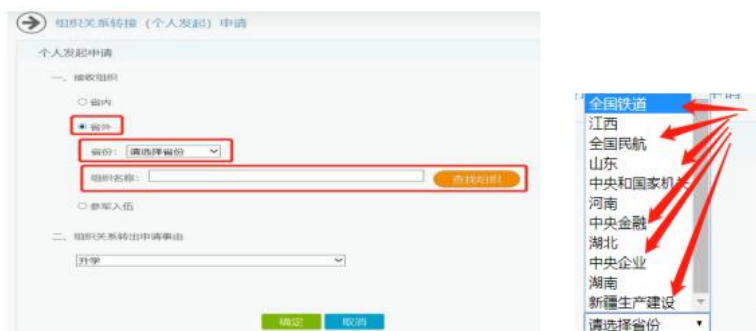 组织关系转接（个人发起）申请
个人发起申请
一、接收组织
省内
省外
省份：
请选择省份
组织名称：
查找组织
参军入伍
二、组织关系转出申请事由
升学
确定
取消
全国铁道
江西
全国民航
山东
中央和国家机关
河南
中央金融
湖北
中央企业
湖南
新疆生产建设
请选择省份